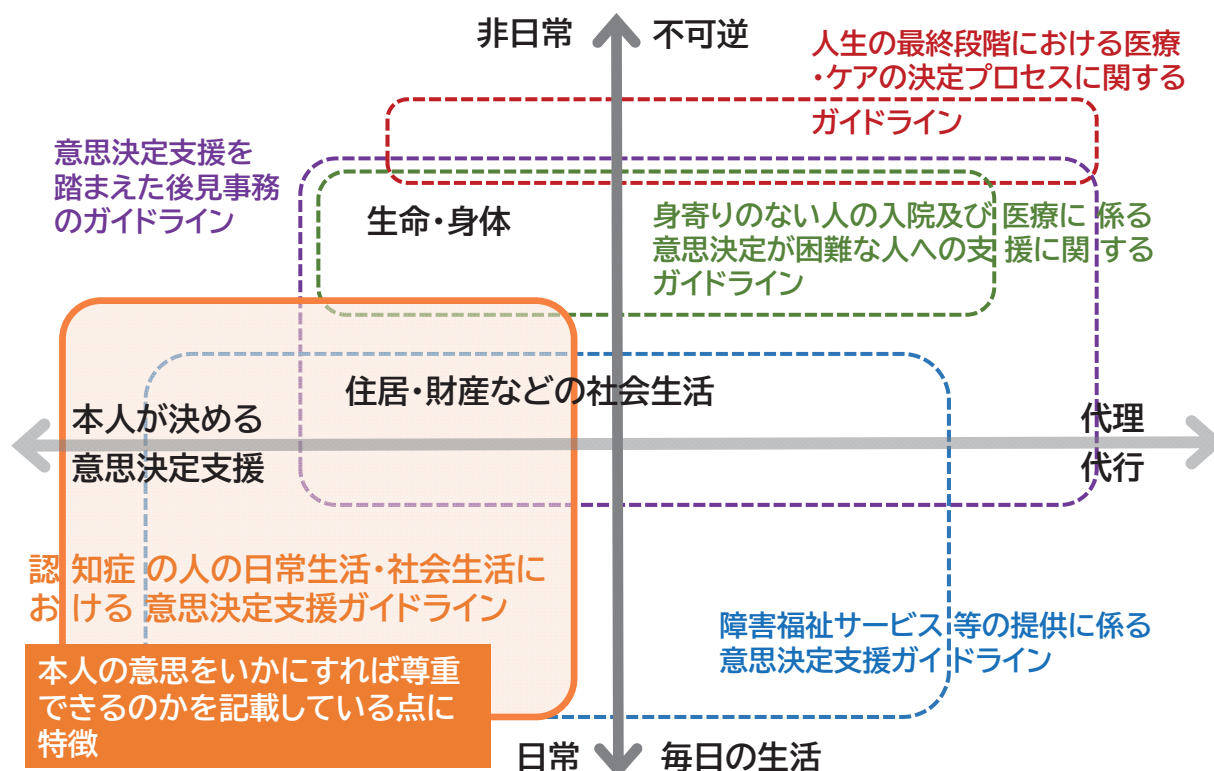 非日常 不可逆
人生の最終段階における医療
・ケアの決定プロセスに関する
ガイドライン
意思決定支援を
踏まえた後見事務
のガイドライン
生命・身体
身寄りのない人の入院及び医療に係る
意思決定が困難な人への支援に関する
ガイドライン
住居・財産などの社会生活
本人が決める
意思決定支援
代理
代行
認知症の人の日常生活・社会生活に
おける意思決定支援ガイドライン
障害福祉サービス等の提供に係る
意思決定支援ガイドライン
本人の意思をいかにすれば尊重
できるのかを記載している点に
特徴
日常 毎日の生活